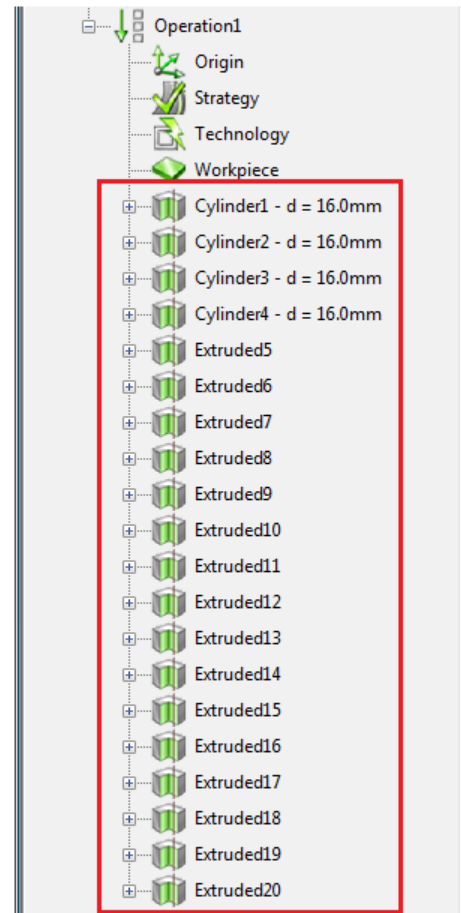 Operation1
Origin
Strategy
Technology
Workpiece
Cylinder1 - d = 16.0mm
Cylinder2 - d = 16.0mm
Cylinder3 - d = 16.0mm
Cylinder4 - d = 16.0mm
Extruded5
Extruded6
Extruded7
Extruded8
Extruded9
Extruded10
Extruded11
Extruded12
Extruded13
Extruded14
Extruded15
Extruded16
Extruded17
Extruded18
Extruded19
Extruded20